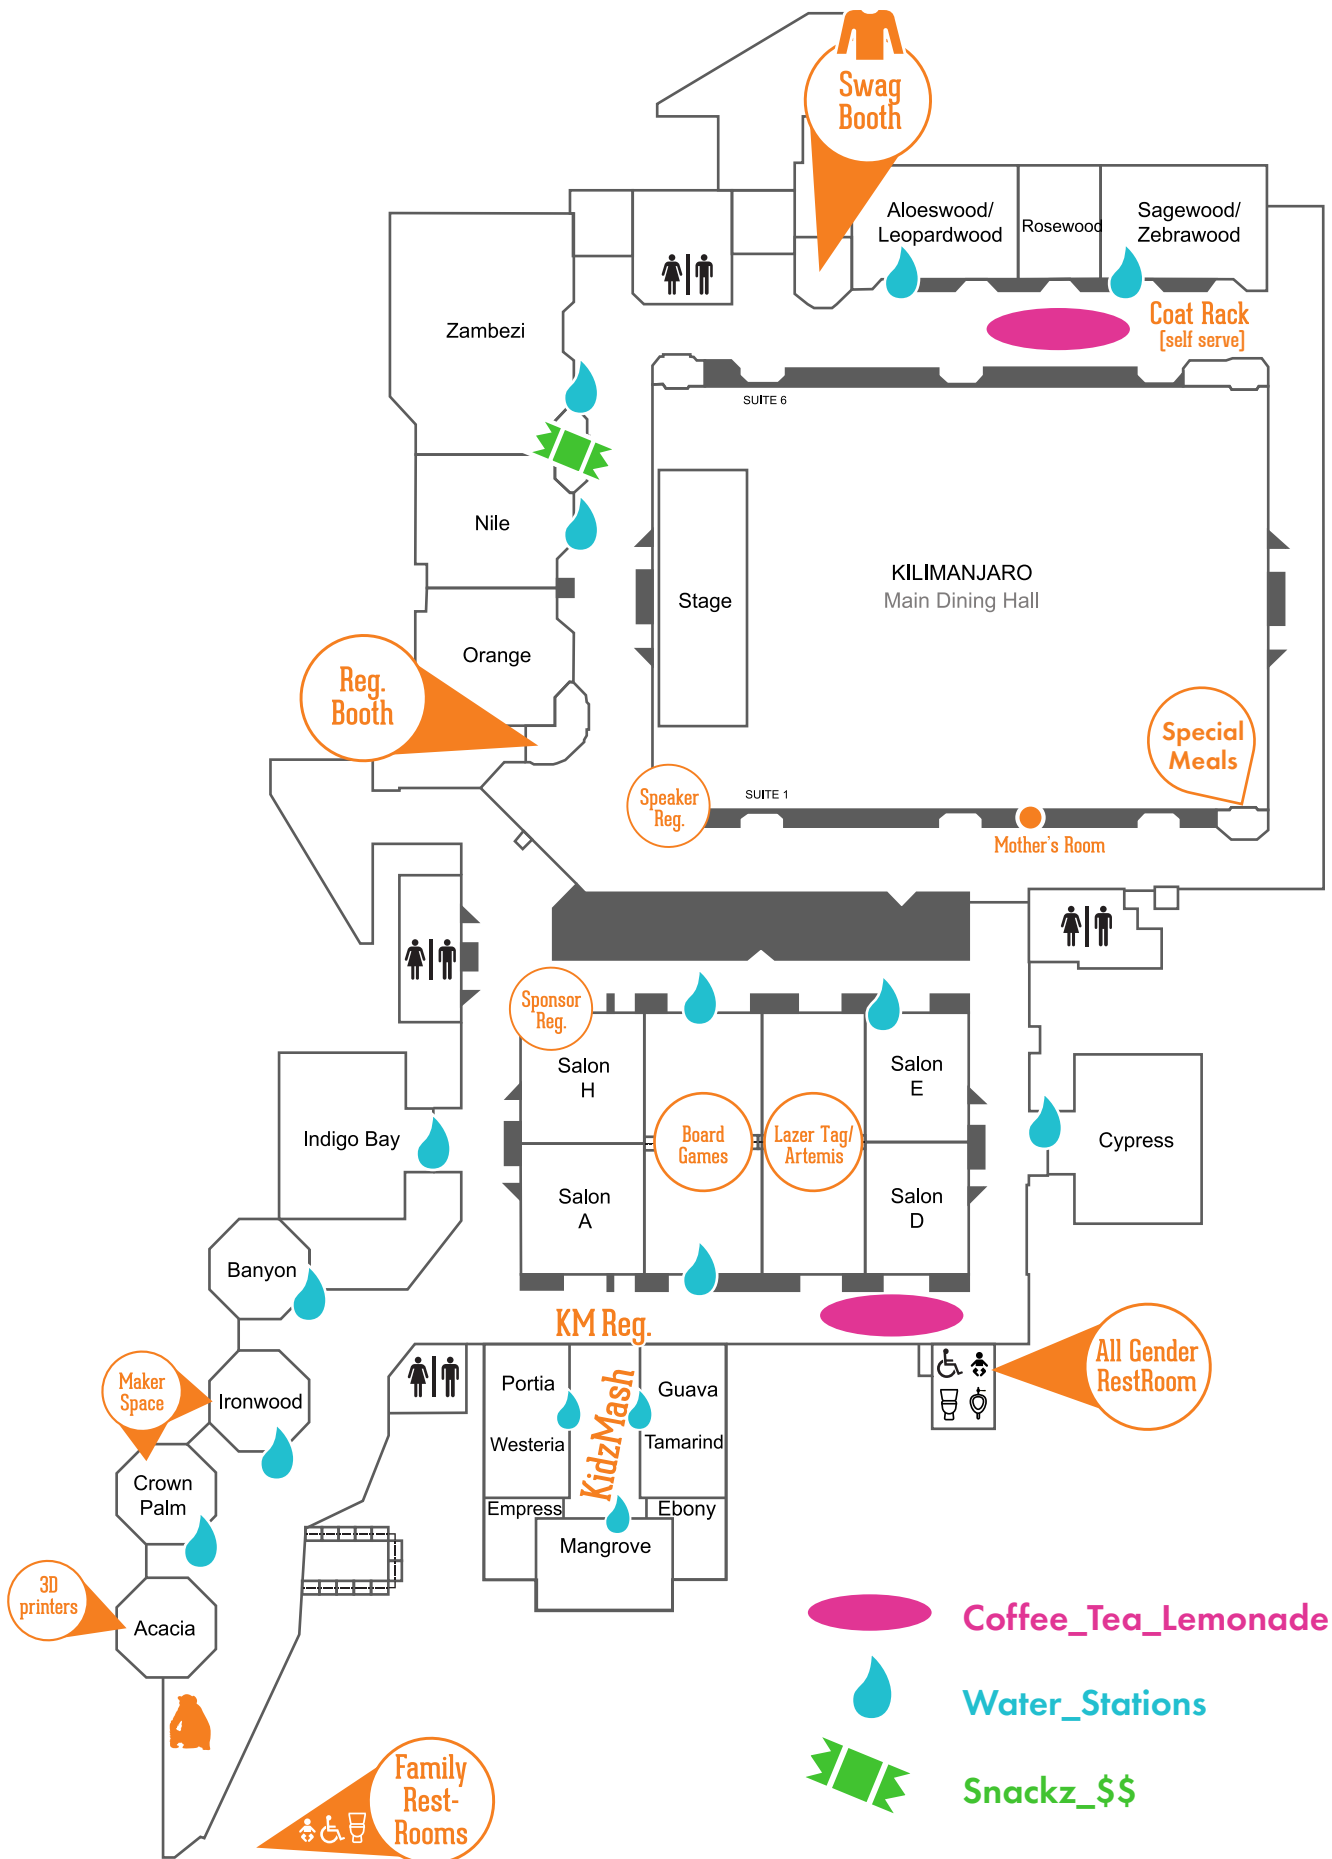 Swag
Booth
Aloeswood/
Leopardwood
Rosewood
Sagewood/
Zebrawood
Coat Rack
[self serve]
Zambezi
SUITE 6
Nile
Stage
KILIMANJARO
Main Dining Hall
Orange
Reg.
Booth
Special
Meals
Speaker
Reg.
SUITE 1
Mother's Room
Sponsor
Reg.
Salon
H
Salon
E
Board
Games
Lazer Tag/
Artemis
Indigo Bay
Cypress
Salon
A
Salon
D
Banyon
KM Reg.
All Gender
RestRoom
Maker
Space
Ironwood
Portia
Guava
KidzMash
Westeria
Tamarind
Crown
Palm
Empress
Ebony
Mangrove
3D
printers
Acacia
Coffee_Tea_Lemonade
Water_Stations
Snackz_$$
Family
Rest-
Rooms